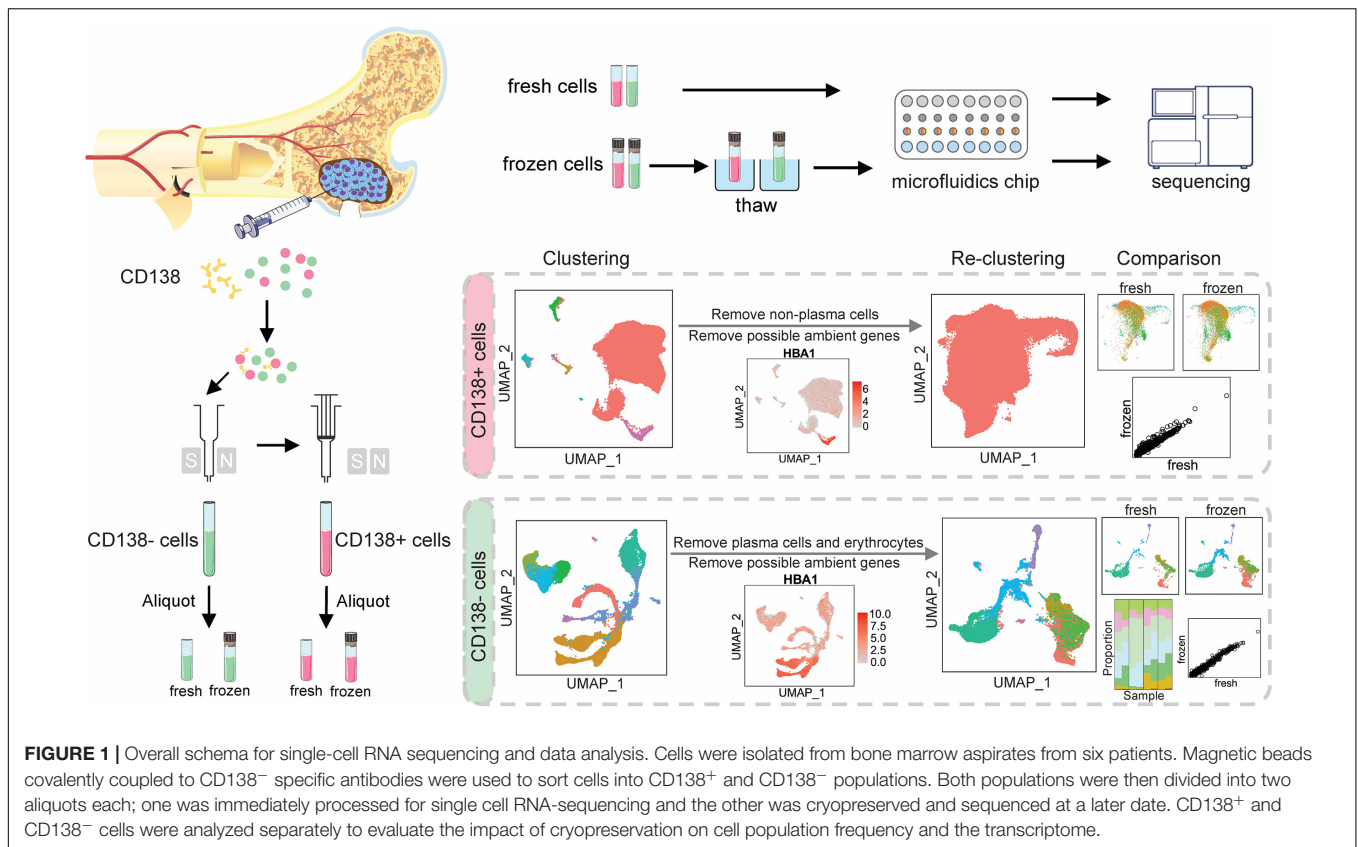 fresh cells
frozen cells
thaw
microfluidics chip
sequencing
CD138
S N
S N
CD138- cells
CD138+ cells
Aliquot
Aliquot
fresh
frozen
fresh
frozen
CD138+ cells
Clustering
Re-clustering
Comparison
UMAP_2
UMAP_1
Remove non-plasma cells
Remove possible ambient genes
HBA1
UMAP_2
UMAP_1
6
4
2
0
UMAP_2
UMAP_1
fresh
frozen
frozen
fresh
CD138- cells
UMAP_2
UMAP_1
Remove plasma cells and erythrocytes
Remove possible ambient genes
HBA1
UMAP_2
UMAP_1
10.0
7.5
5.0
2.5
0.0
UMAP_2
UMAP_1
fresh
frozen
Proportion
Sample
frozen
fresh
FIGURE 1 | Overall schema for single-cell RNA sequencing and data analysis. Cells were isolated from bone marrow aspirates from six patients. Magnetic beads
covalently coupled to CD138⁻ specific antibodies were used to sort cells into CD138⁺ and CD138⁻ populations. Both populations were then divided into two
aliquots each; one was immediately processed for single cell RNA-sequencing and the other was cryopreserved and sequenced at a later date. CD138⁺ and
CD138⁻ cells were analyzed separately to evaluate the impact of cryopreservation on cell population frequency and the transcriptome.